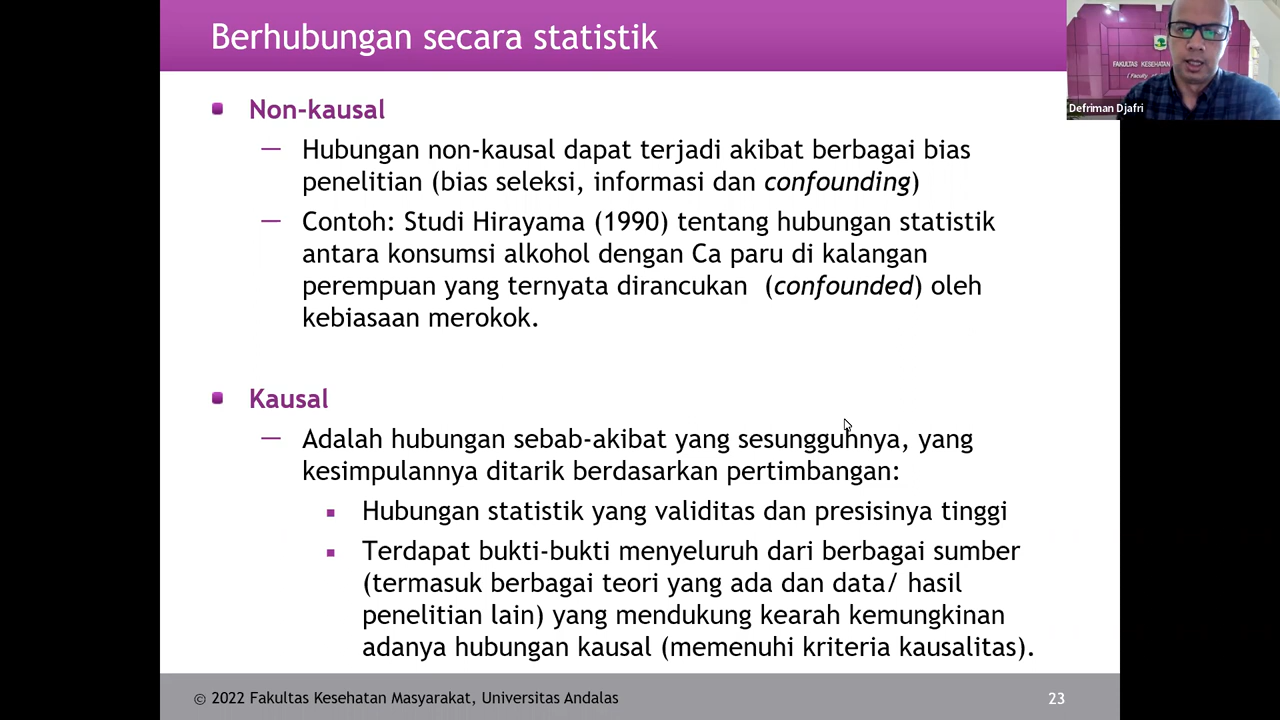 Berhubungan secara statistik
Non-kausal
— Hubungan non-kausal dapat terjadi akibat berbagai bias
penelitian (bias seleksi, informasi dan confounding)
— Contoh: Studi Hirayama (1990) tentang hubungan statistik
antara konsumsi alkohol dengan Ca paru di kalangan
perempuan yang ternyata dirancukan (confounded) oleh
kebiasaan merokok.
Kausal
— Adalah hubungan sebab-akibat yang sesungguhnya, yang
kesimpulannya ditarik berdasarkan pertimbangan:
Hubungan statistik yang validitas dan presisinya tinggi
Terdapat bukti-bukti menyeluruh dari berbagai sumber
(termasuk berbagai teori yang ada dan data/ hasil
penelitian lain) yang mendukung kearah kemungkinan
adanya hubungan kausal (memenuhi kriteria kausalitas).
© 2022 Fakultas Kesehatan Masyarakat, Universitas Andalas
23
FAKULTAS KESEHATAN
(Faculty of
Defriman Djafri